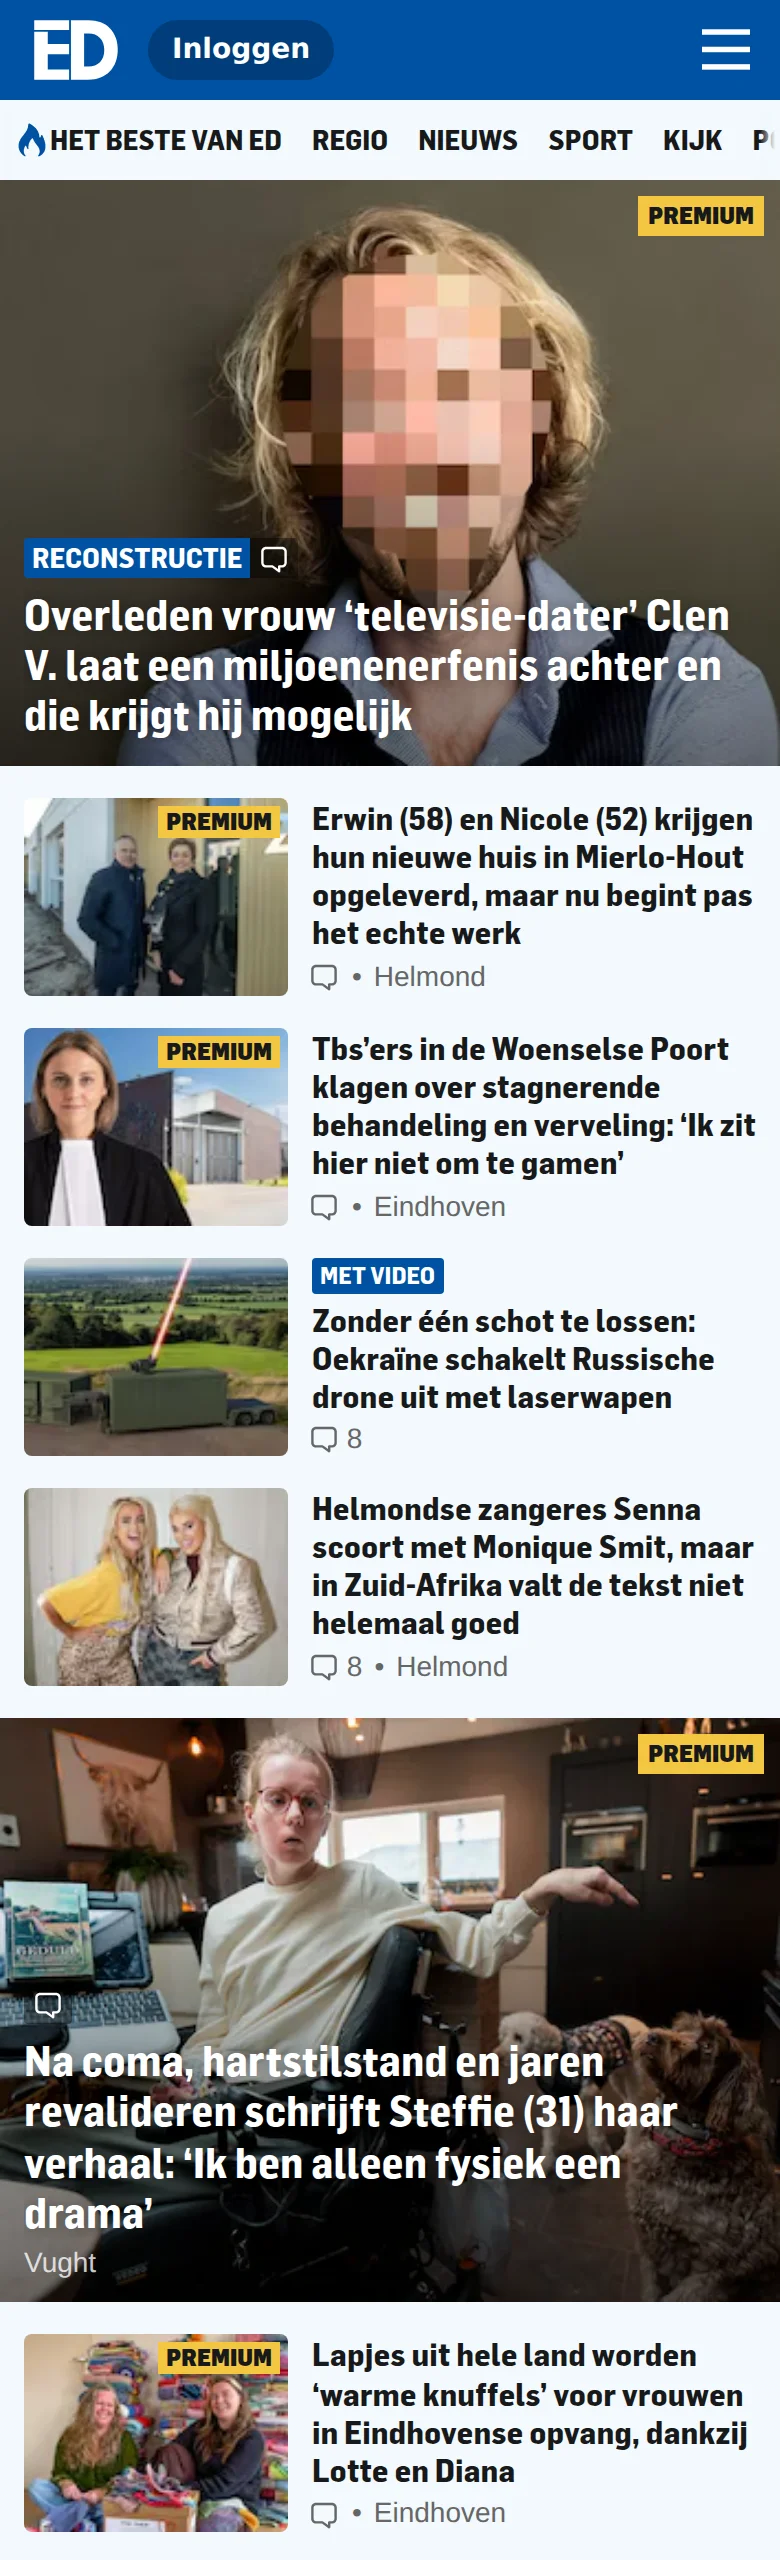 ED
Inloggen
HET BESTE VAN ED REGIO NIEUWS SPORT KIJK
PREMIUM
RECONSTRUCTIE
Overleden vrouw ‘televisie-dater’ Clen
V. laat een miljoenenerfenis achter en
die krijgt hij mogelijk
PREMIUM
Erwin (58) en Nicole (52) krijgen
hun nieuwe huis in Mierlo-Hout
opgeleverd, maar nu begint pas
het echte werk
• Helmond
PREMIUM
Tbs’ers in de Woenselse Poort
klagen over stagnerende
behandeling en verveling: ‘Ik zit
hier niet om te gamen’
• Eindhoven
MET VIDEO
Zonder één schot te lossen:
Oekraïne schakelt Russische
drone uit met laserwapen
8
Helmondse zangeres Senna
scoort met Monique Smit, maar
in Zuid-Afrika valt de tekst niet
helemaal goed
8 • Helmond
PREMIUM
GEDULD
Na coma, hartstilstand en jaren
revalideren schrijft Steffie (31) haar
verhaal: ‘Ik ben alleen fysiek een
drama’
Vught
PREMIUM
Lapjes uit hele land worden
‘warme knuffels’ voor vrouwen
in Eindhovense opvang, dankzij
Lotte en Diana
• Eindhoven